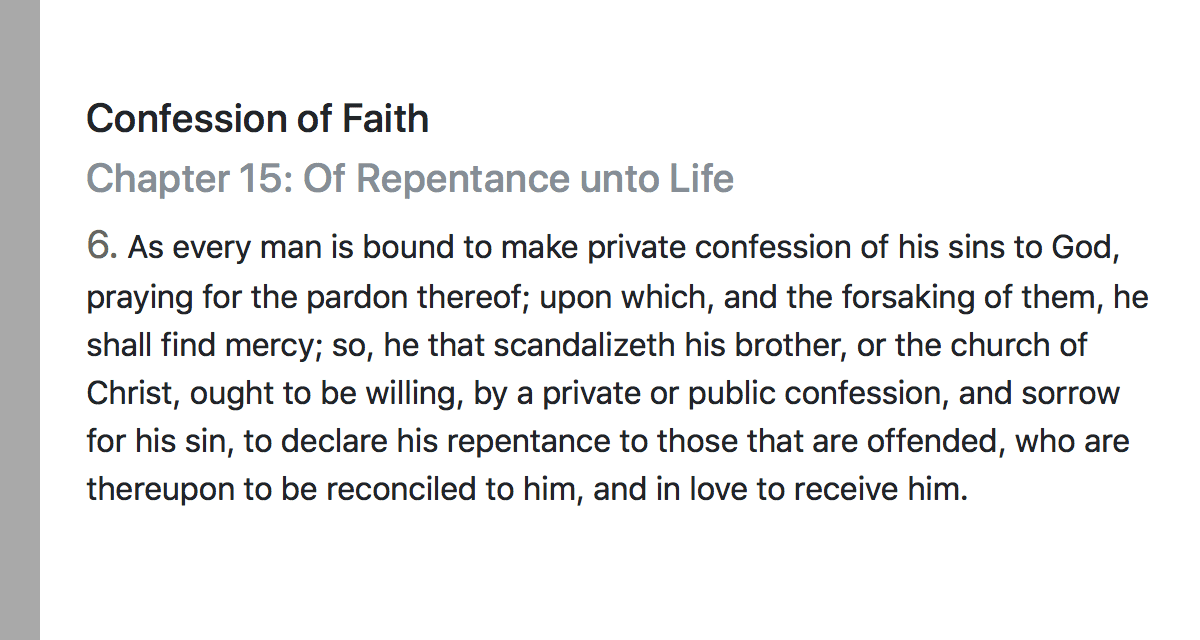 Confession of Faith
Chapter 15: Of Repentance unto Life
6. As every man is bound to make private confession of his sins to God,
praying for the pardon thereof; upon which, and the forsaking of them, he
shall find mercy; so, he that scandalizeth his brother, or the church of
Christ, ought to be willing, by a private or public confession, and sorrow
for his sin, to declare his repentance to those that are offended, who are
thereupon to be reconciled to him, and in love to receive him.